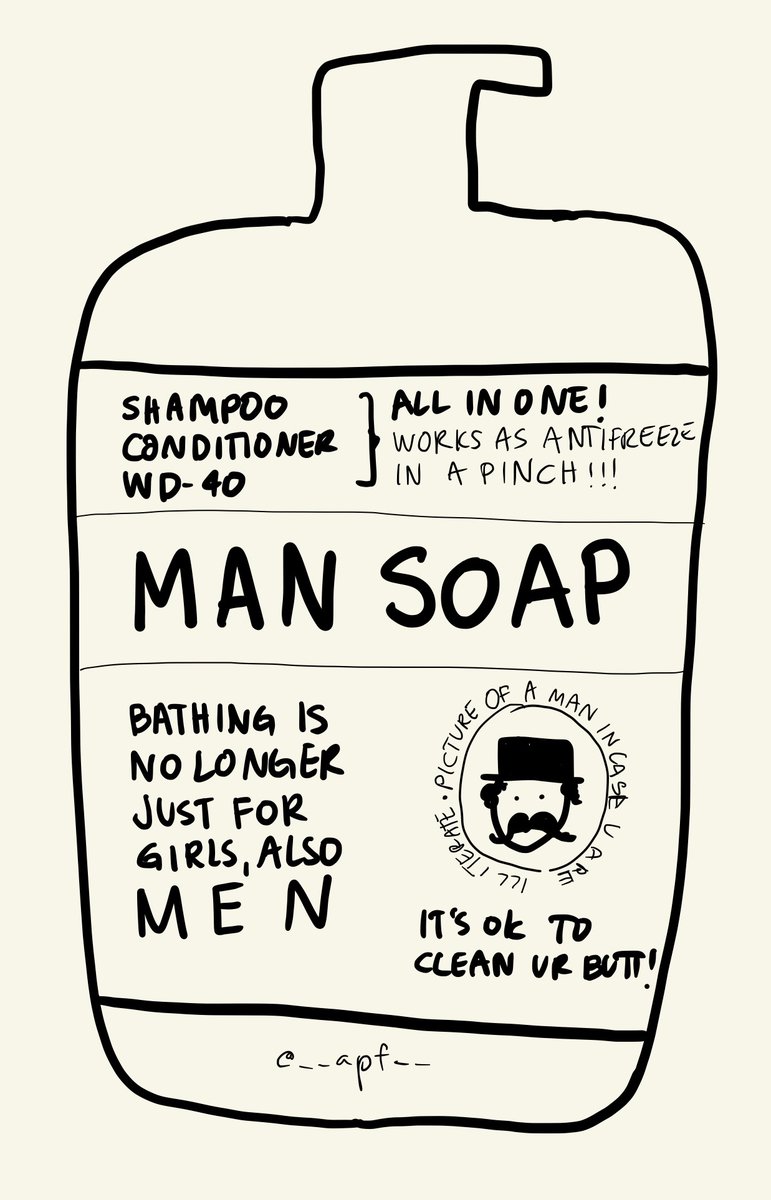 SHAMPOO
CONDITIONER
WD-40
ALL IN ONE!
WORKS AS ANTIFREEZE
IN A PINCH!!!
MAN SOAP
BATHING IS
NO LONGER
JUST FOR
GIRLS, ALSO
MEN
PICTURE OF A MAN IN CASE U ARE ILLITERATE •
IT'S OK TO
CLEAN UR BUTT!
@__apf__